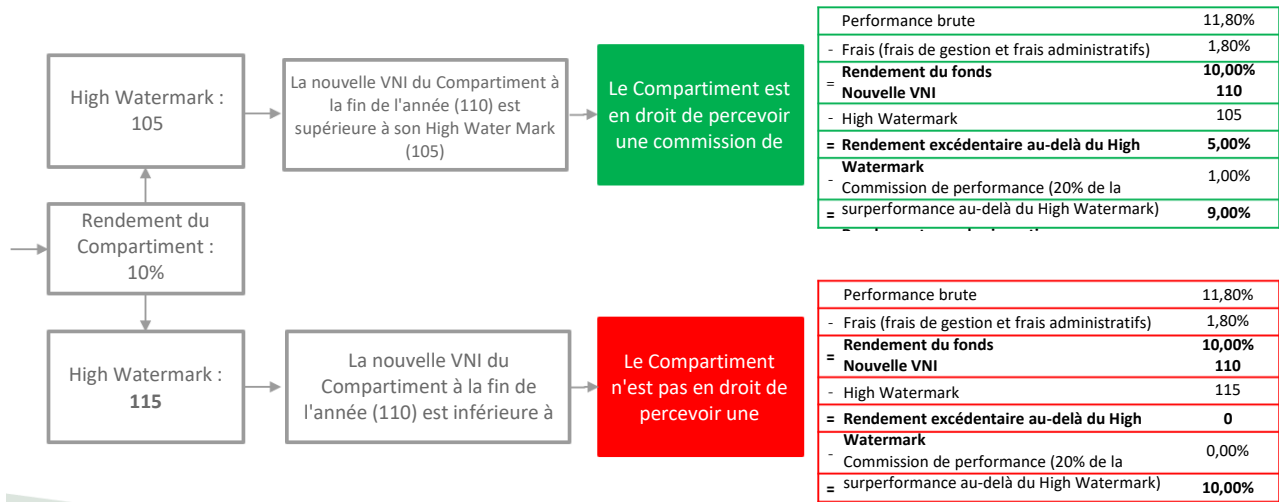 High Watermark :
105
La nouvelle VNI du Compartiment à
la fin de l'année (110) est
supérieure à son High Water Mark
(105)
Le Compartiment est
en droit de percevoir
une commission de
Performance brute 11,80%
- Frais (frais de gestion et frais administratifs) 1,80%
= Rendement du fonds 10,00%
Nouvelle VNI 110
- High Watermark 105
= Rendement excédentaire au-delà du High 5,00%
Watermark
- Commission de performance (20% de la 1,00%
= surperformance au-delà du High Watermark) 9,00%
Rendement du
Compartiment :
10%
High Watermark :
115
La nouvelle VNI du
Compartiment à la fin de
l'année (110) est inférieure à
Le Compartiment
n'est pas en droit de
percevoir une
Performance brute 11,80%
- Frais (frais de gestion et frais administratifs) 1,80%
= Rendement du fonds 10,00%
Nouvelle VNI 110
- High Watermark 115
= Rendement excédentaire au-delà du High 0
Watermark
- Commission de performance (20% de la 0,00%
= surperformance au-delà du High Watermark) 10,00%